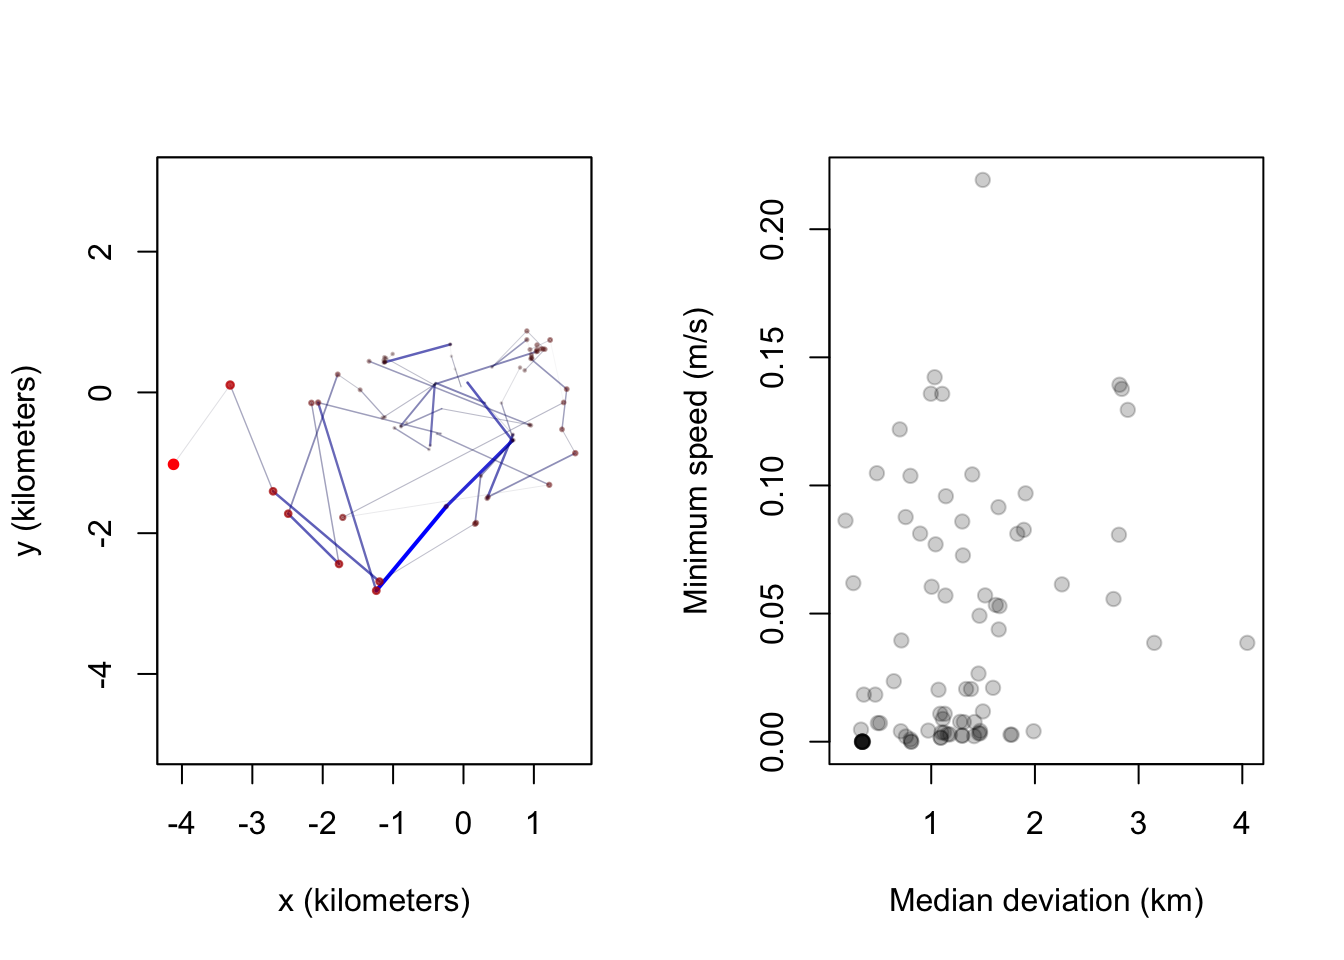 y (kilometers)
2
0
-2
-4
-4 -3 -2 -1 0 1
x (kilometers)
Minimum speed (m/s)
0.20
0.15
0.10
0.05
0.00
1 2 3 4
Median deviation (km)